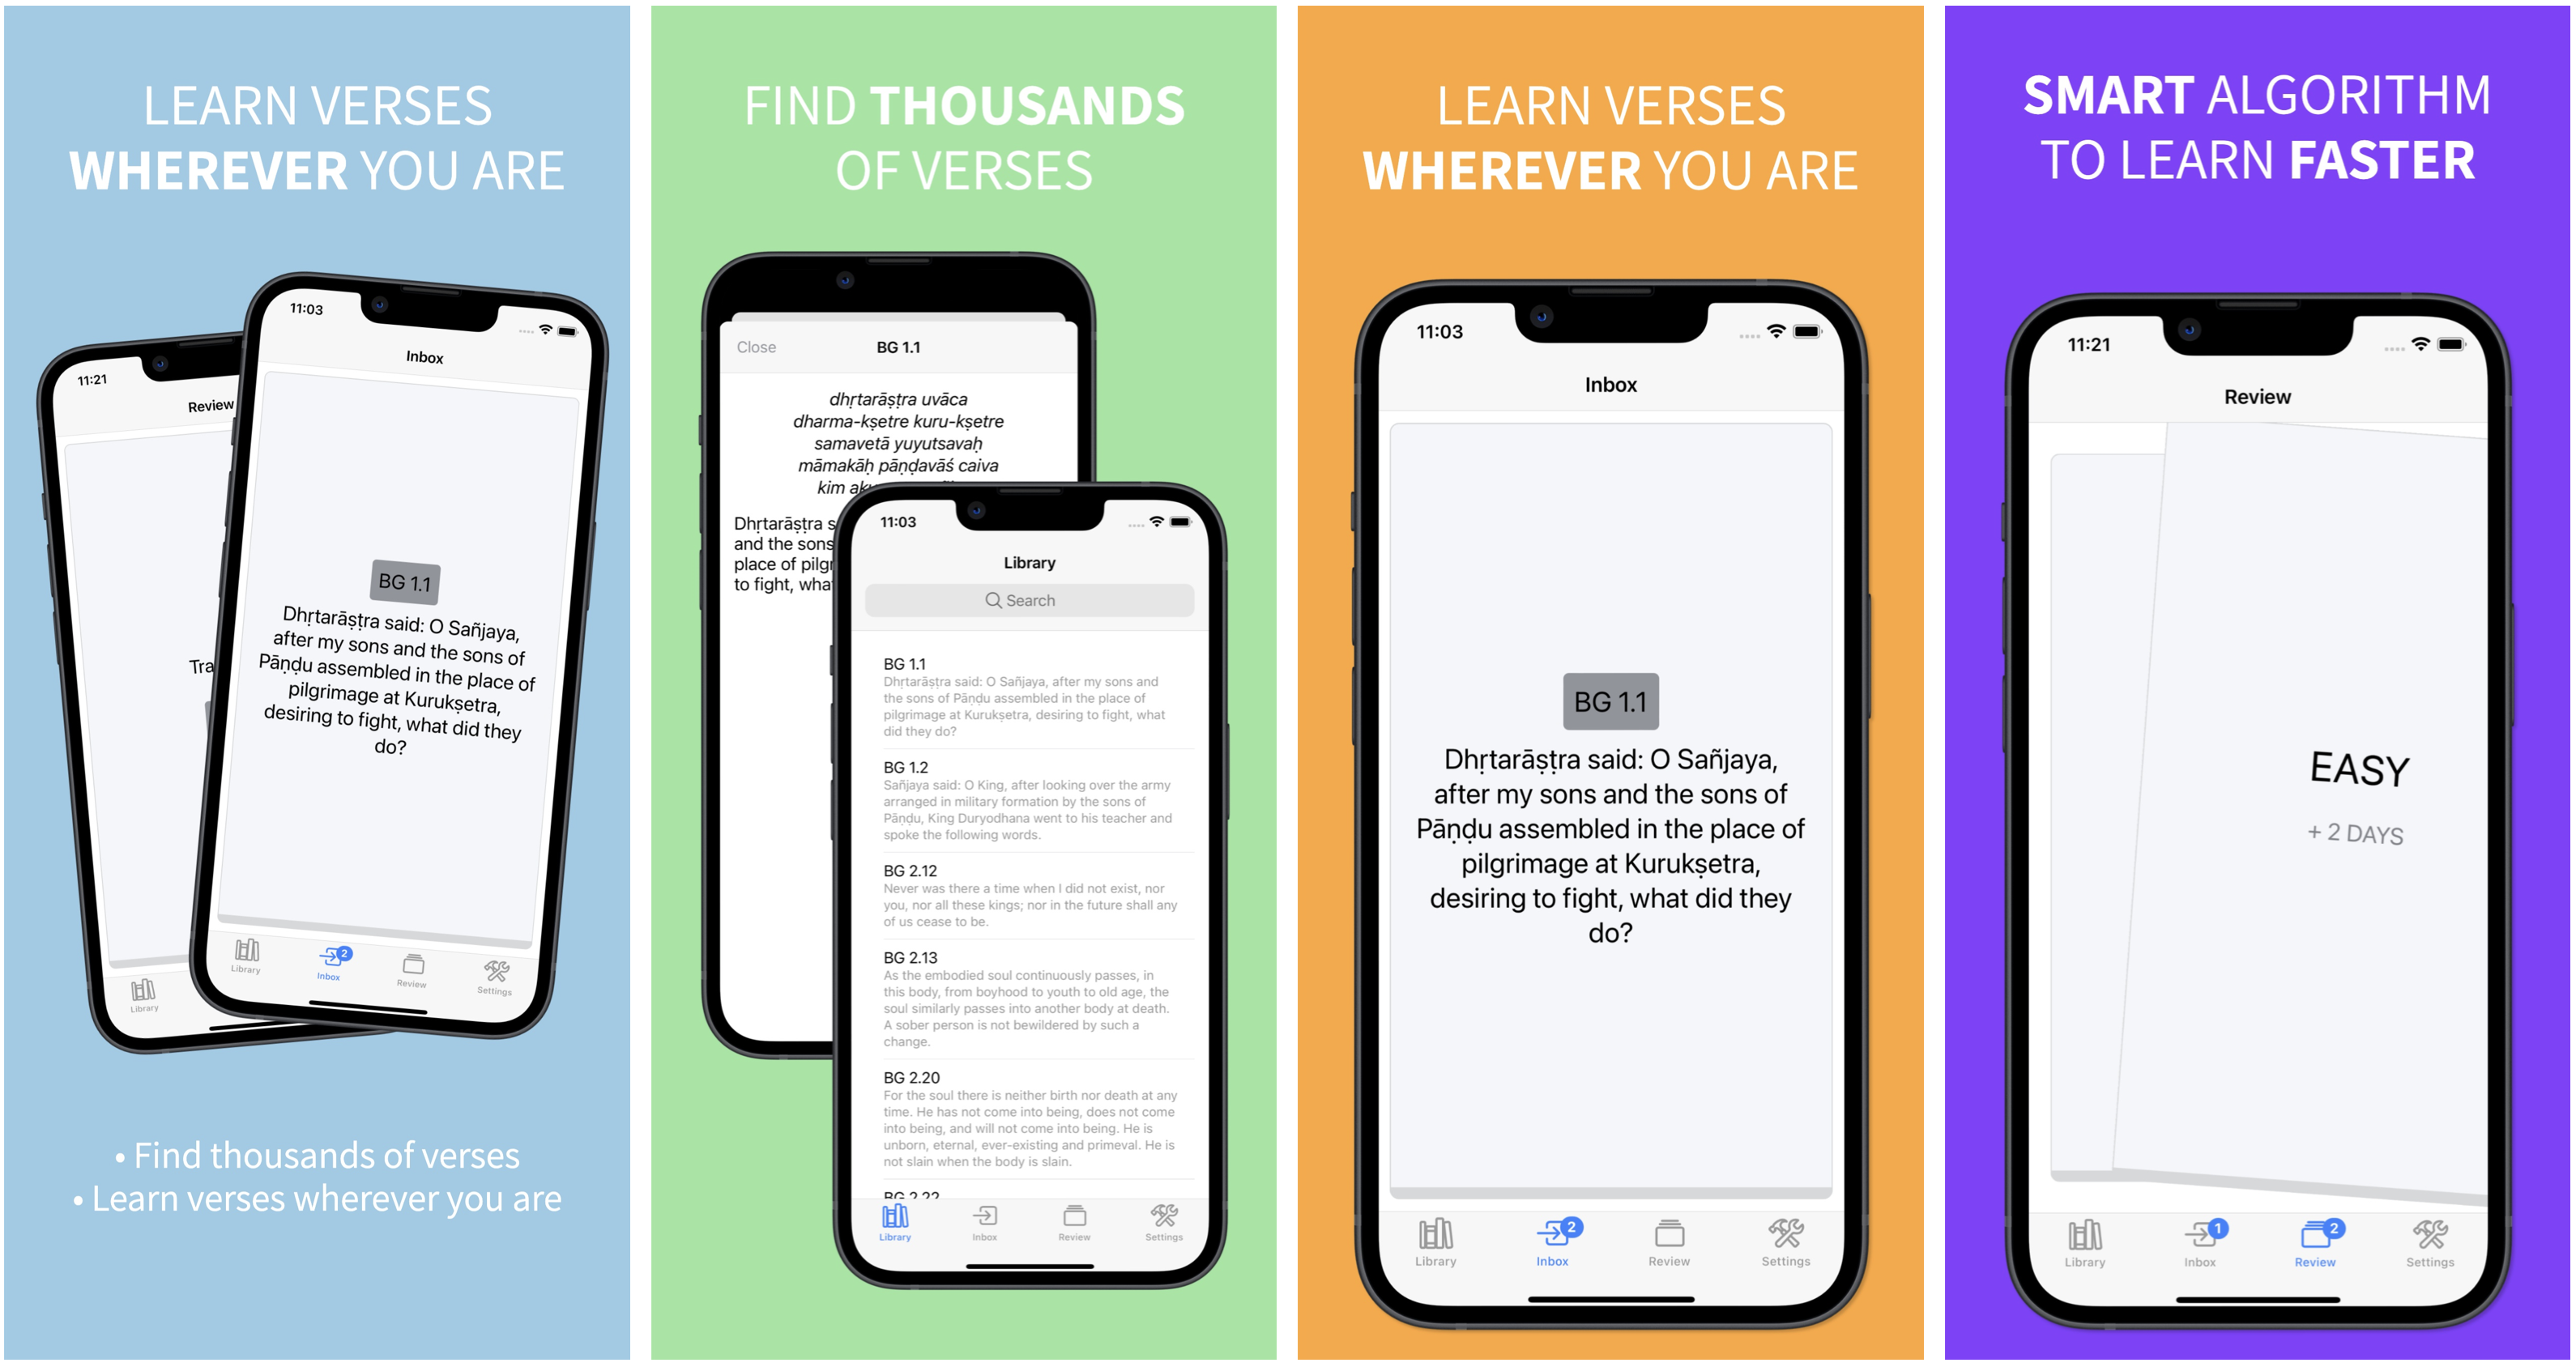 LEARN VERSES
WHEREVER YOU ARE
11:21
Review
Library
11:03
Inbox
BG 1.1
Dhṛtarāṣṭra said: O Sañjaya,
after my sons and the sons of
Pāṇḍu assembled in the place of
pilgrimage at Kurukṣetra,
desiring to fight, what did they
do?
Library
2
Inbox
Review
Settings
• Find thousands of verses
• Learn verses wherever you are
FIND THOUSANDS
OF VERSES
Close
BG 1.1
dhṛtarāṣṭra uvāca
dharma-kṣetre kuru-kṣetre
samavetā yuyutsavaḥ
māmakāḥ pāṇḍavāś caiva
kim
Dhṛtarāṣṭra
and the sons
place of
to fight,
11:03
Library
Search
BG 1.1
Dhṛtarāṣṭra said: O Sañjaya, after my sons and
the sons of Pāṇḍu assembled in the place of
pilgrimage at Kurukṣetra, desiring to fight, what
did they do?
BG 1.2
Sañjaya said: O King, after looking over the army
arranged in military formation by the sons of
Pāṇḍu, King Duryodhana went to his teacher and
spoke the following words.
BG 2.12
Never was there a time when I did not exist, nor
you, nor all these kings; nor in the future shall any
of us cease to be.
BG 2.13
As the embodied soul continuously passes, in
this body, from boyhood to youth to old age, the
soul similarly passes into another body at death.
A sober person is not bewildered by such a
change.
BG 2.20
For the soul there is neither birth nor death at any
time. He has not come into being, does not come
into being, and will not come into being. He is
unborn, eternal, ever-existing and primeval. He is
not slain when the body is slain.
BG 2.22
Library
Inbox
Review
Settings
LEARN VERSES
WHEREVER YOU ARE
11:03
Inbox
BG 1.1
Dhṛtarāṣṭra said: O Sañjaya,
after my sons and the sons of
Pāṇḍu assembled in the place of
pilgrimage at Kurukṣetra,
desiring to fight, what did they
do?
Library
2
Inbox
Review
Settings
SMART ALGORITHM
TO LEARN FASTER
11:21
Review
EASY
+ 2 DAYS
Library
1
Inbox
2
Review
Settings